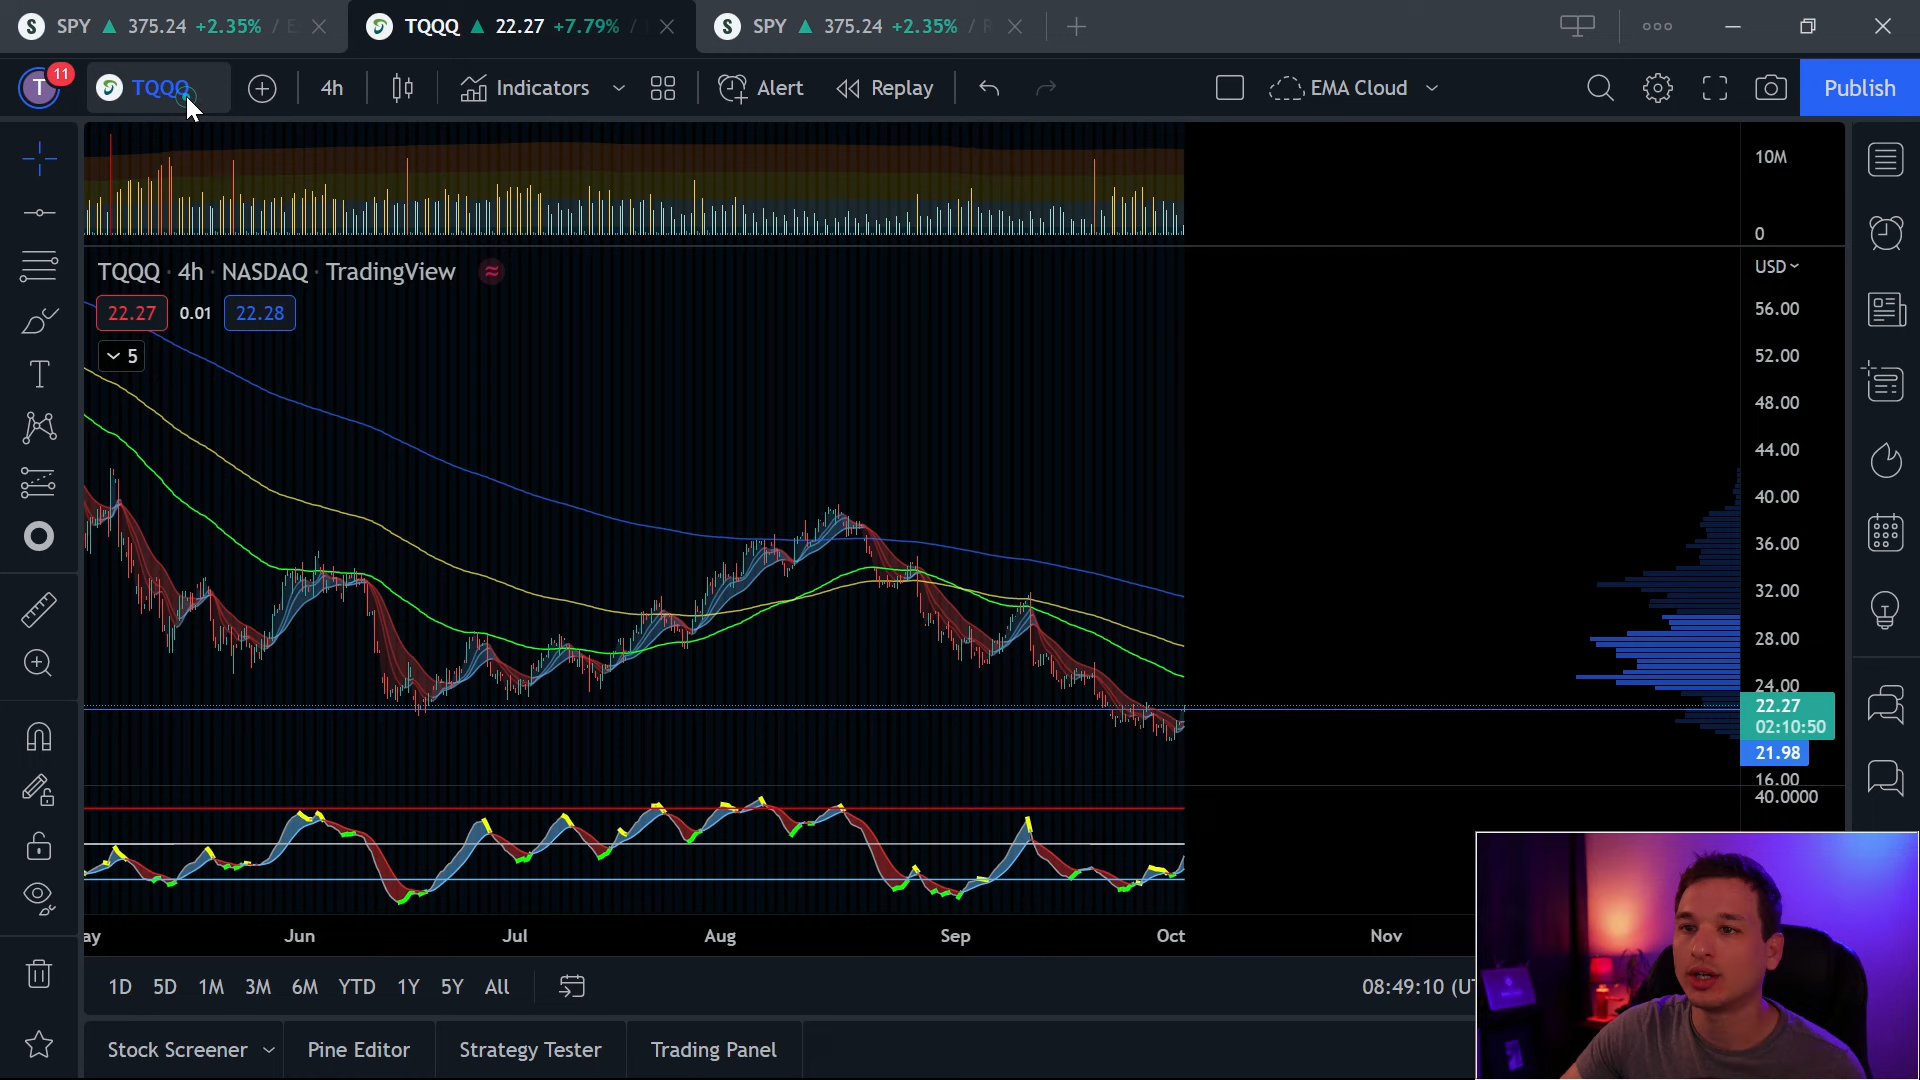 SPY 375.24 +2.35% /
TQQQ 22.27 +7.79% /
SPY 375.24 +2.35% /
T 11 TQQQ 4h Indicators Alert Replay EMA Cloud Publish
10M
0
TQQQ · 4h · NASDAQ · TradingView
22.27 0.01 22.28
5
USD
56.00
52.00
48.00
44.00
40.00
36.00
32.00
28.00
24.00
22.27
02:10:50
21.98
16.00
40.0000
ay Jun Jul Aug Sep Oct Nov
1D 5D 1M 3M 6M YTD 1Y 5Y All 08:49:10 (UT
Stock Screener Pine Editor Strategy Tester Trading Panel